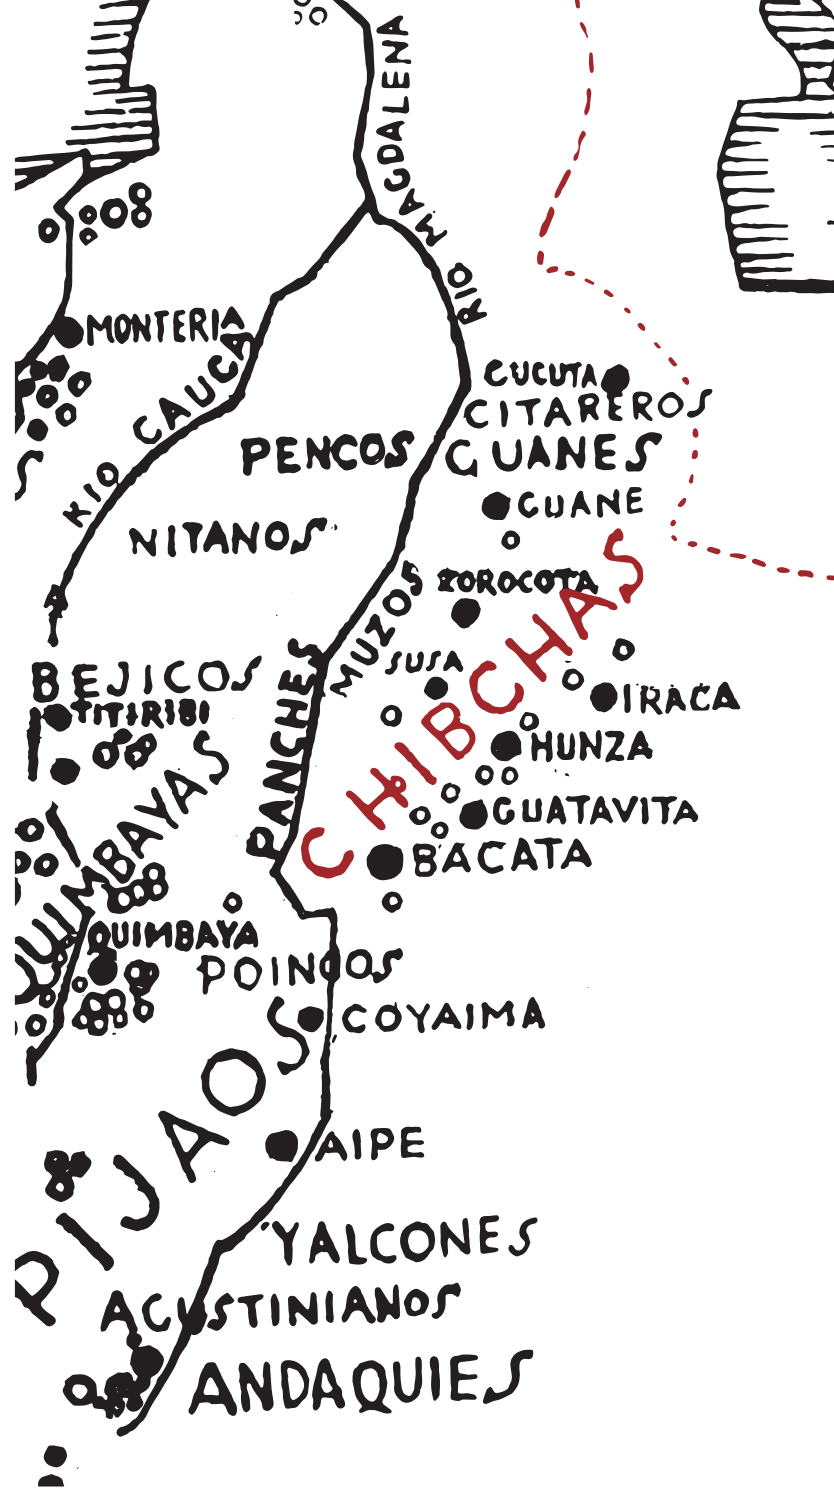 RIO MAGDALENA
MONTERIA
RIO CAUCA
CUCUTA
CITAREROS
PENCOS
GUANES
GUANE
S
NITANOS
ZOROCOTA
MUZOS
CHIBCHAS
SUSA
BEJICOS
PANCHES
IRACA
TITIRIBI
HUNZA
GUATAVITA
QUIMBAYAS
BACATA
QUIMBAYA
POINCOS
COYAIMA
PIJAOS
AIPE
YALCONES
AGUSTINIANOS
ANDAQUIES